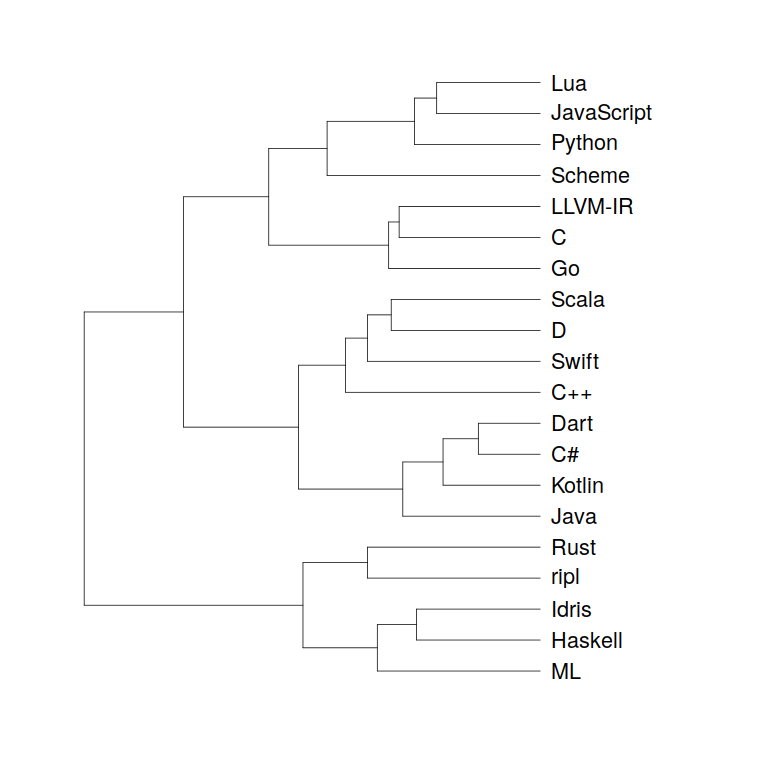 Lua
JavaScript
Python
Scheme
LLVM-IR
C
Go
Scala
D
Swift
C++
Dart
C#
Kotlin
Java
Rust
ripl
Idris
Haskell
ML